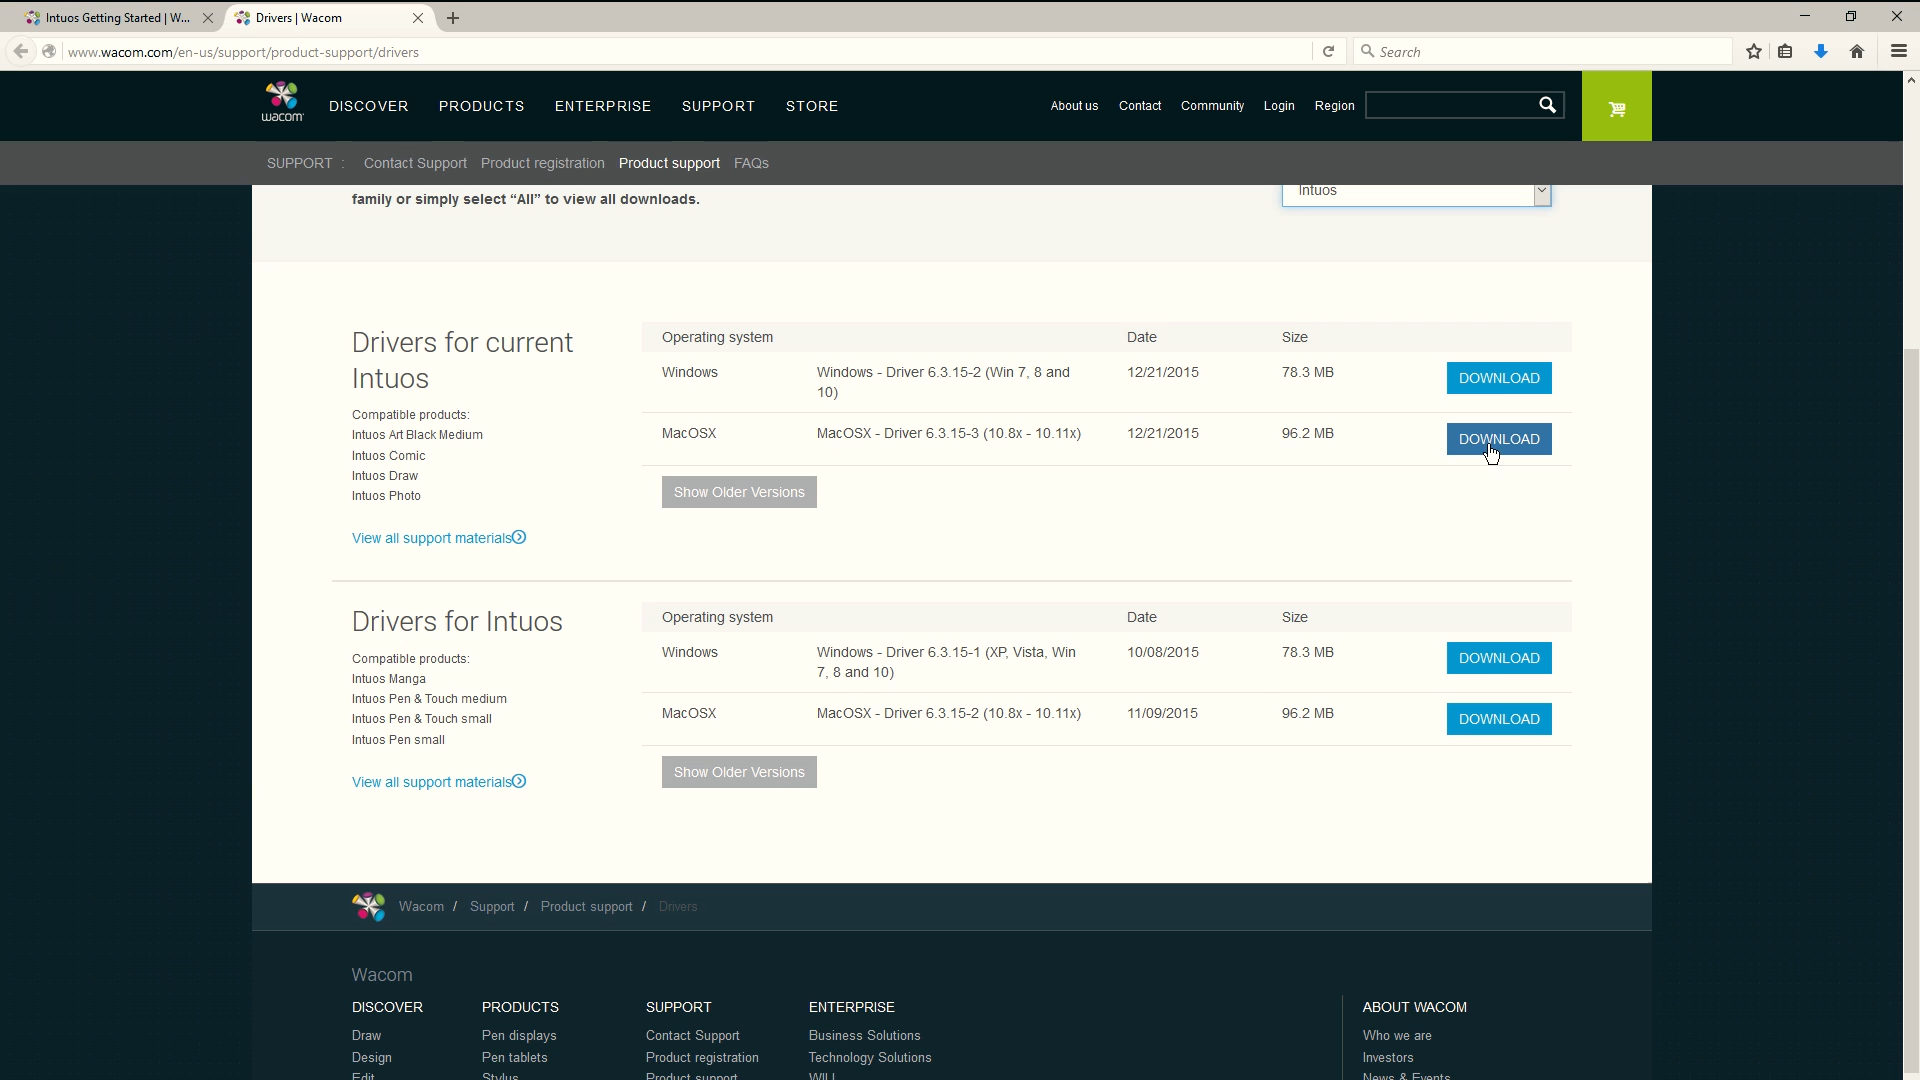 Intuos Getting Started | W...
Drivers | Wacom
www.wacom.com/en-us/support/product-support/drivers
Search
wacom
DISCOVER PRODUCTS ENTERPRISE SUPPORT STORE
About us Contact Community Login Region
SUPPORT : Contact Support Product registration Product support FAQs
family or simply select “All” to view all downloads.
Intuos
Drivers for current
Intuos
Compatible products:
Intuos Art Black Medium
Intuos Comic
Intuos Draw
Intuos Photo
View all support materials
Operating system Date Size
Windows Windows - Driver 6.3.15-2 (Win 7, 8 and 12/21/2015 78.3 MB DOWNLOAD
10)
MacOSX MacOSX - Driver 6.3.15-3 (10.8x - 10.11x) 12/21/2015 96.2 MB DOWNLOAD
Show Older Versions
Drivers for Intuos
Compatible products:
Intuos Manga
Intuos Pen & Touch medium
Intuos Pen & Touch small
Intuos Pen small
View all support materials
Operating system Date Size
Windows Windows - Driver 6.3.15-1 (XP, Vista, Win 10/08/2015 78.3 MB DOWNLOAD
7, 8 and 10)
MacOSX MacOSX - Driver 6.3.15-2 (10.8x - 10.11x) 11/09/2015 96.2 MB DOWNLOAD
Show Older Versions
Wacom / Support / Product support / Drivers
Wacom
DISCOVER PRODUCTS SUPPORT ENTERPRISE ABOUT WACOM
Draw Pen displays Contact Support Business Solutions Who we are
Design Pen tablets Product registration Technology Solutions Investors
Edit Stylus Product support WILL News & Events